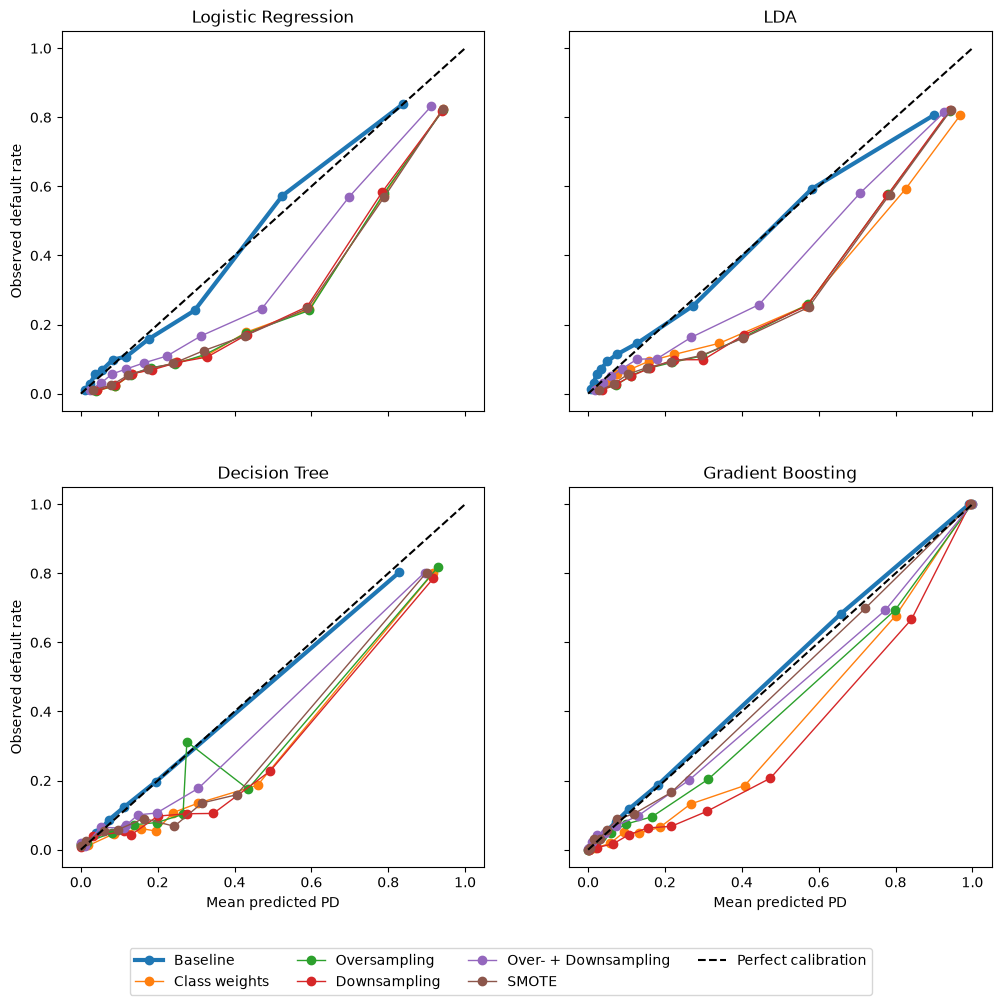 Logistic Regression
LDA
1.0
0.8
0.6
0.4
0.2
0.0
Observed default rate
Decision Tree
Gradient Boosting
1.0
0.8
0.6
0.4
0.2
0.0
Observed default rate
0.0 0.2 0.4 0.6 0.8 1.0
0.0 0.2 0.4 0.6 0.8 1.0
Mean predicted PD
Mean predicted PD
Baseline Oversampling Over- + Downsampling Perfect calibration
Class weights Downsampling SMOTE